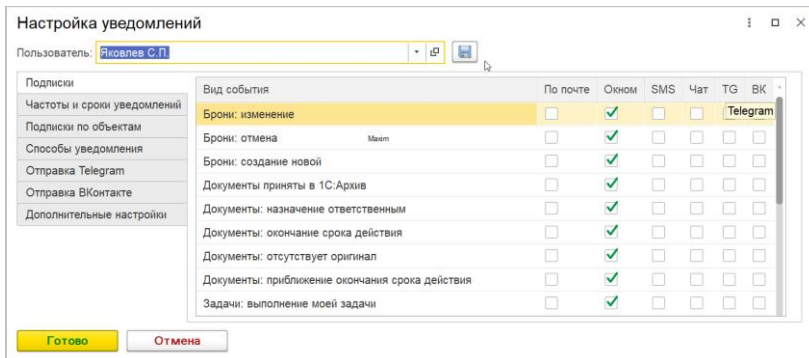 Настройка уведомлений
Пользователь: Яковлев С.П.
Подписки
Частоты и сроки уведомлений
Подписки по объектам
Способы уведомления
Отправка Telegram
Отправка ВКонтакте
Дополнительные настройки
Вид события По почте Окном SMS Чат TG ВК
Брони: изменение Telegram
Брони: отмена Maxim
Брони: создание новой
Документы приняты в 1С:Архив
Документы: назначение ответственным
Документы: окончание срока действия
Документы: отсутствует оригинал
Документы: приближение окончания срока действия
Задачи: выполнение моей задачи
Готово Отмена